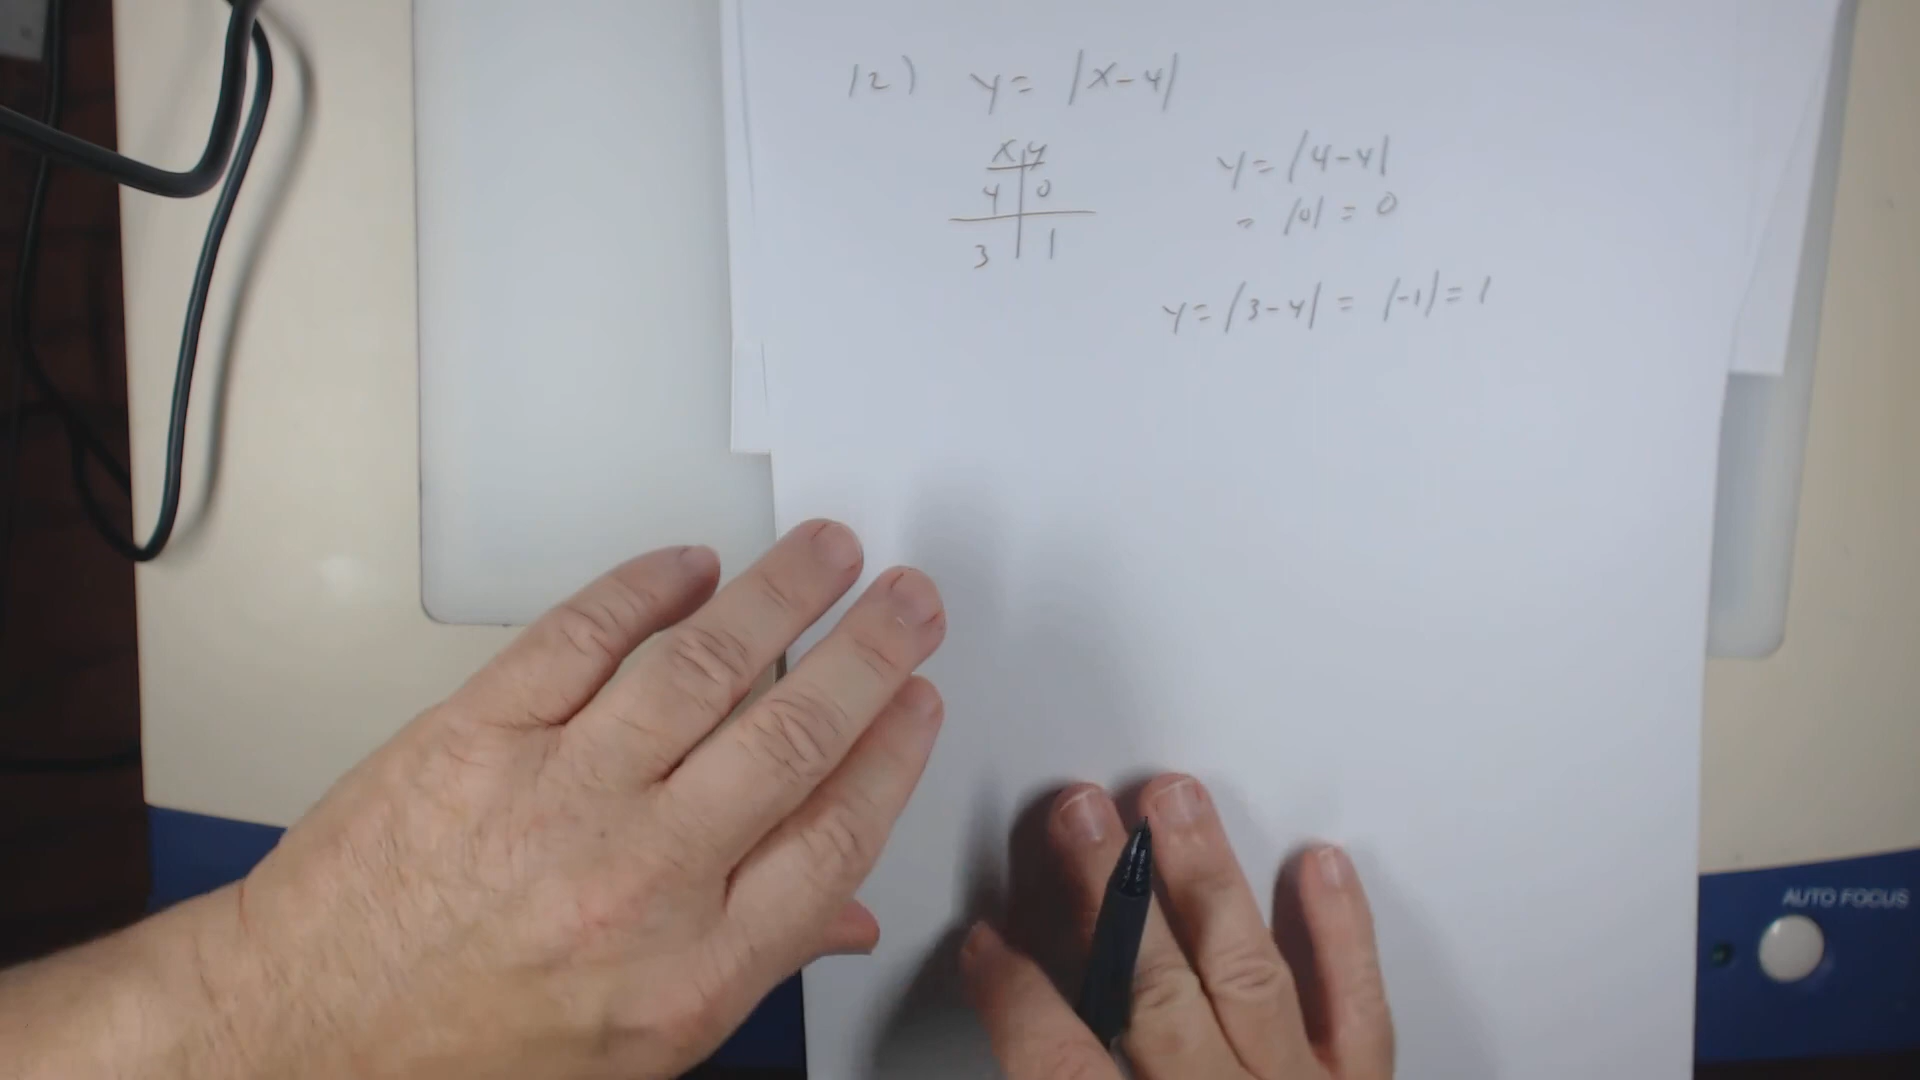 12) y = |x-4|
x y
4 0
3 1
y = |4-4|
= |0| = 0
y = |3-4| = |-1| = 1
AUTO FOCUS